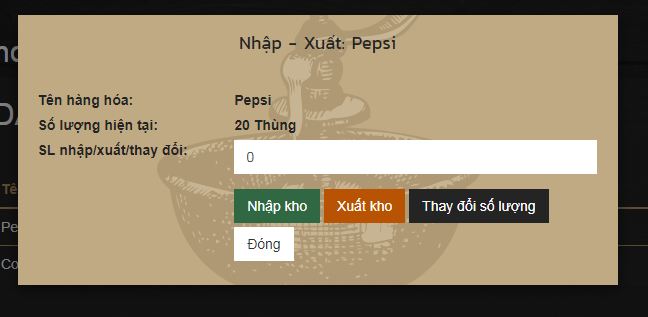 Nhập - Xuất: Pepsi
Tên hàng hóa: Pepsi
Số lượng hiện tại: 20 Thùng
SL nhập/xuất/thay đổi: 0
Nhập kho Xuất kho Thay đổi số lượng
Đóng